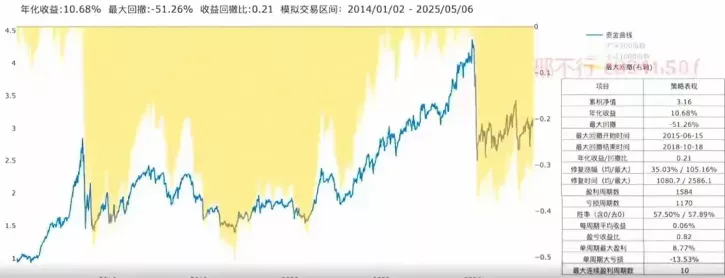 年化收益:10.68% 最大回撤:-51.26% 收益回撤比:0.21 模拟交易区间: 2014/01/02 - 2025/05/06
4.5
4
3.5
3
2.5
2
1.5
1
0
-0.1
-0.2
-0.3
-0.4
-0.5
资金曲线
最大回撤(右轴)
项目 策略表现
累积净值 3.16
年化收益 10.68%
最大回撤 -51.26%
最大回撤开始时间 2015-06-15
最大回撤结束时间 2018-10-18
年化收益/回撤比 0.21
修复涨幅 (均/最大) 35.03% / 105.16%
修复时间 (均/最大) 1080.7 / 2586.1
盈利周期数 1584
亏损周期数 1170
胜率 (含0/去0) 57.50% / 57.89%
每周期平均收益 0.06%
盈亏收益比 0.82
单周期最大盈利 8.77%
单周期大亏损 -13.53%
最大连续盈利周期数 10